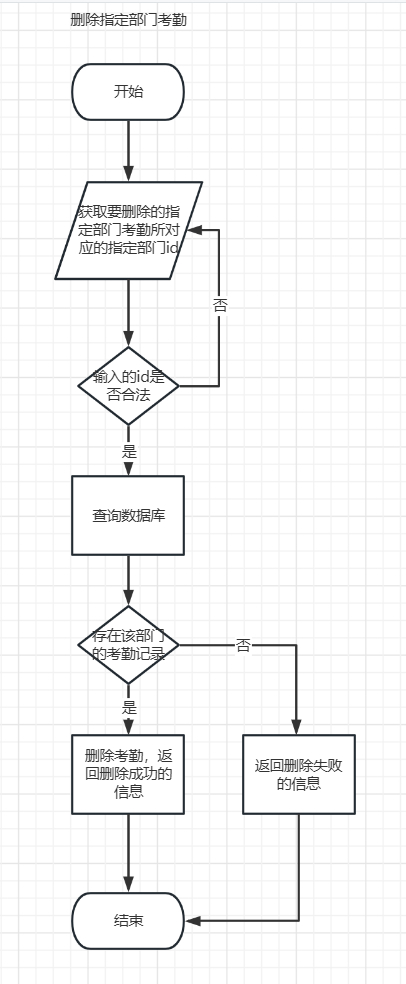 删除指定部门考勤
开始
获取要删除的指
定部门考勤所对
应的指定部门id
否
输入的id是
否合法
是
查询数据库
存在该部门
的考勤记录
否
是
删除考勤，返
回删除成功的
信息
返回删除失败
的信息
结束